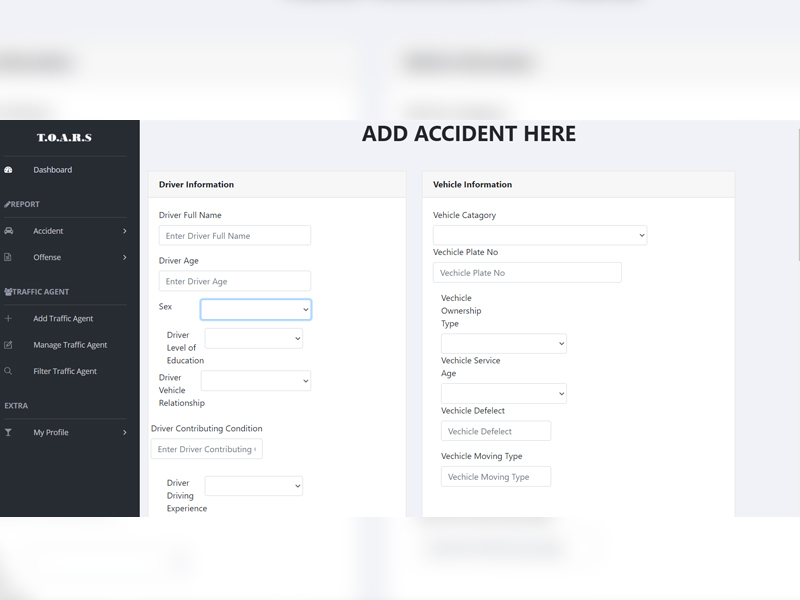 T.O.A.R.S
Dashboard
REPORT
Accident
Offense
TRAFFIC AGENT
Add Traffic Agent
Manage Traffic Agent
Filter Traffic Agent
EXTRA
My Profile
ADD ACCIDENT HERE
Driver Information
Driver Full Name
Enter Driver Full Name
Driver Age
Enter Driver Age
Sex
Driver
Level of
Education
Driver
Vehicle
Relationship
Driver Contributing Condition
Enter Driver Contributing
Driver
Driving
Experience
Vehicle Information
Vehicle Catagory
Vechicle Plate No
Vechicle Plate No
Vechicle
Ownership
Type
Vechicle Service
Age
Vechicle Defelect
Vechicle Defelect
Vechicle Moving Type
Vechicle Moving Type